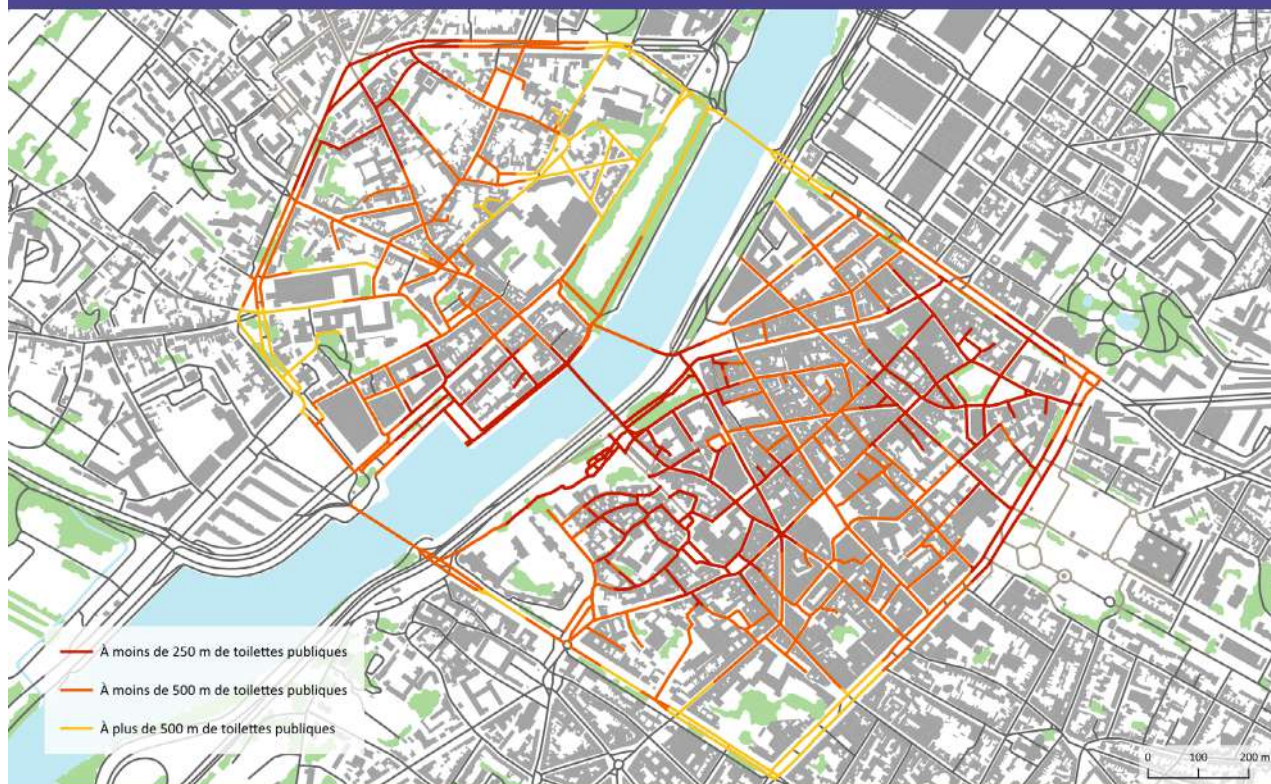 À moins de 250 m de toilettes publiques
À moins de 500 m de toilettes publiques
À plus de 500 m de toilettes publiques
0 100 200 m